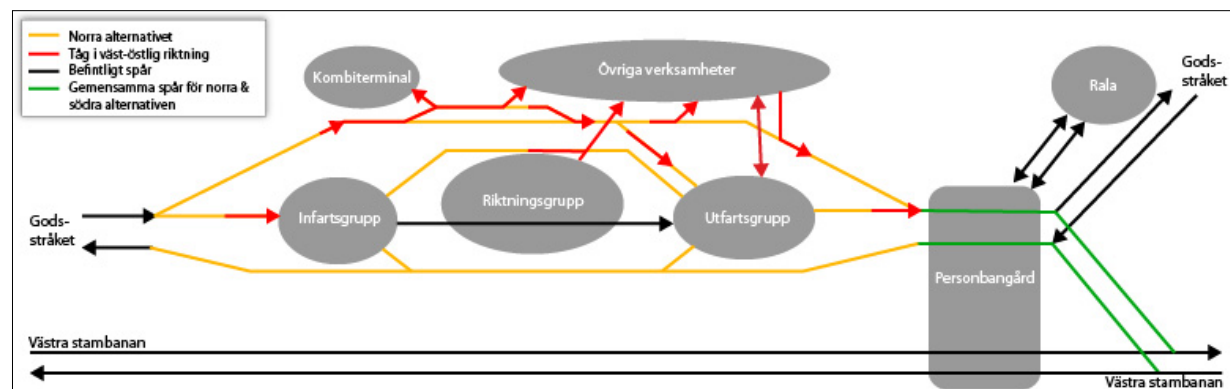 Norra alternativet
Tåg i väst-östlig riktning
Befintligt spår
Gemensamma spår för norra &
södra alternativen
Kombiterminal
Övriga verksameheter
Rala
Gods-
stråket
Riktningsgrupp
Infartsgrupp
Utfartsgrupp
Gods-
stråket
Personbangård
Västra stambanan
Västra stambanan